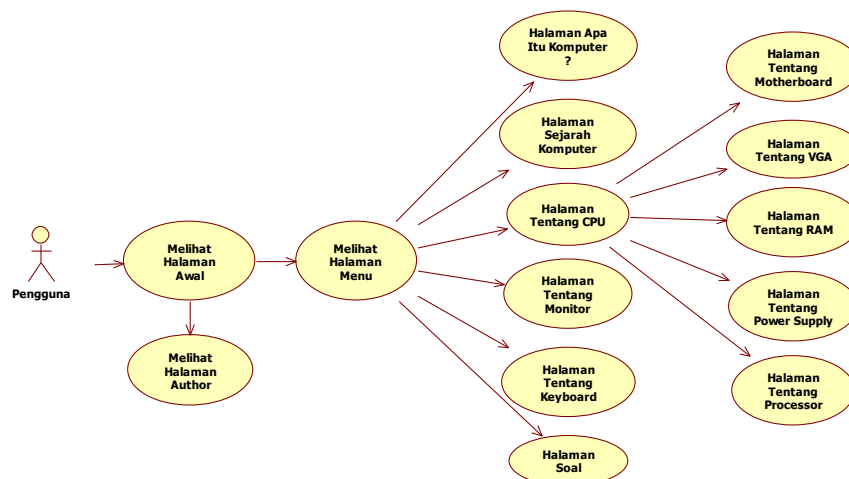 Pengguna
Melihat
Halaman
Awal
Melihat
Halaman
Author
Melihat
Halaman
Menu
Halaman Apa
Itu Komputer
?
Halaman
Sejarah
Komputer
Halaman
Tentang CPU
Halaman
Tentang
Monitor
Halaman
Tentang
Keyboard
Halaman
Soal
Halaman
Tentang
Motherboard
Halaman
Tentang VGA
Halaman
Tentang RAM
Halaman
Tentang
Power Supply
Halaman
Tentang
Processor